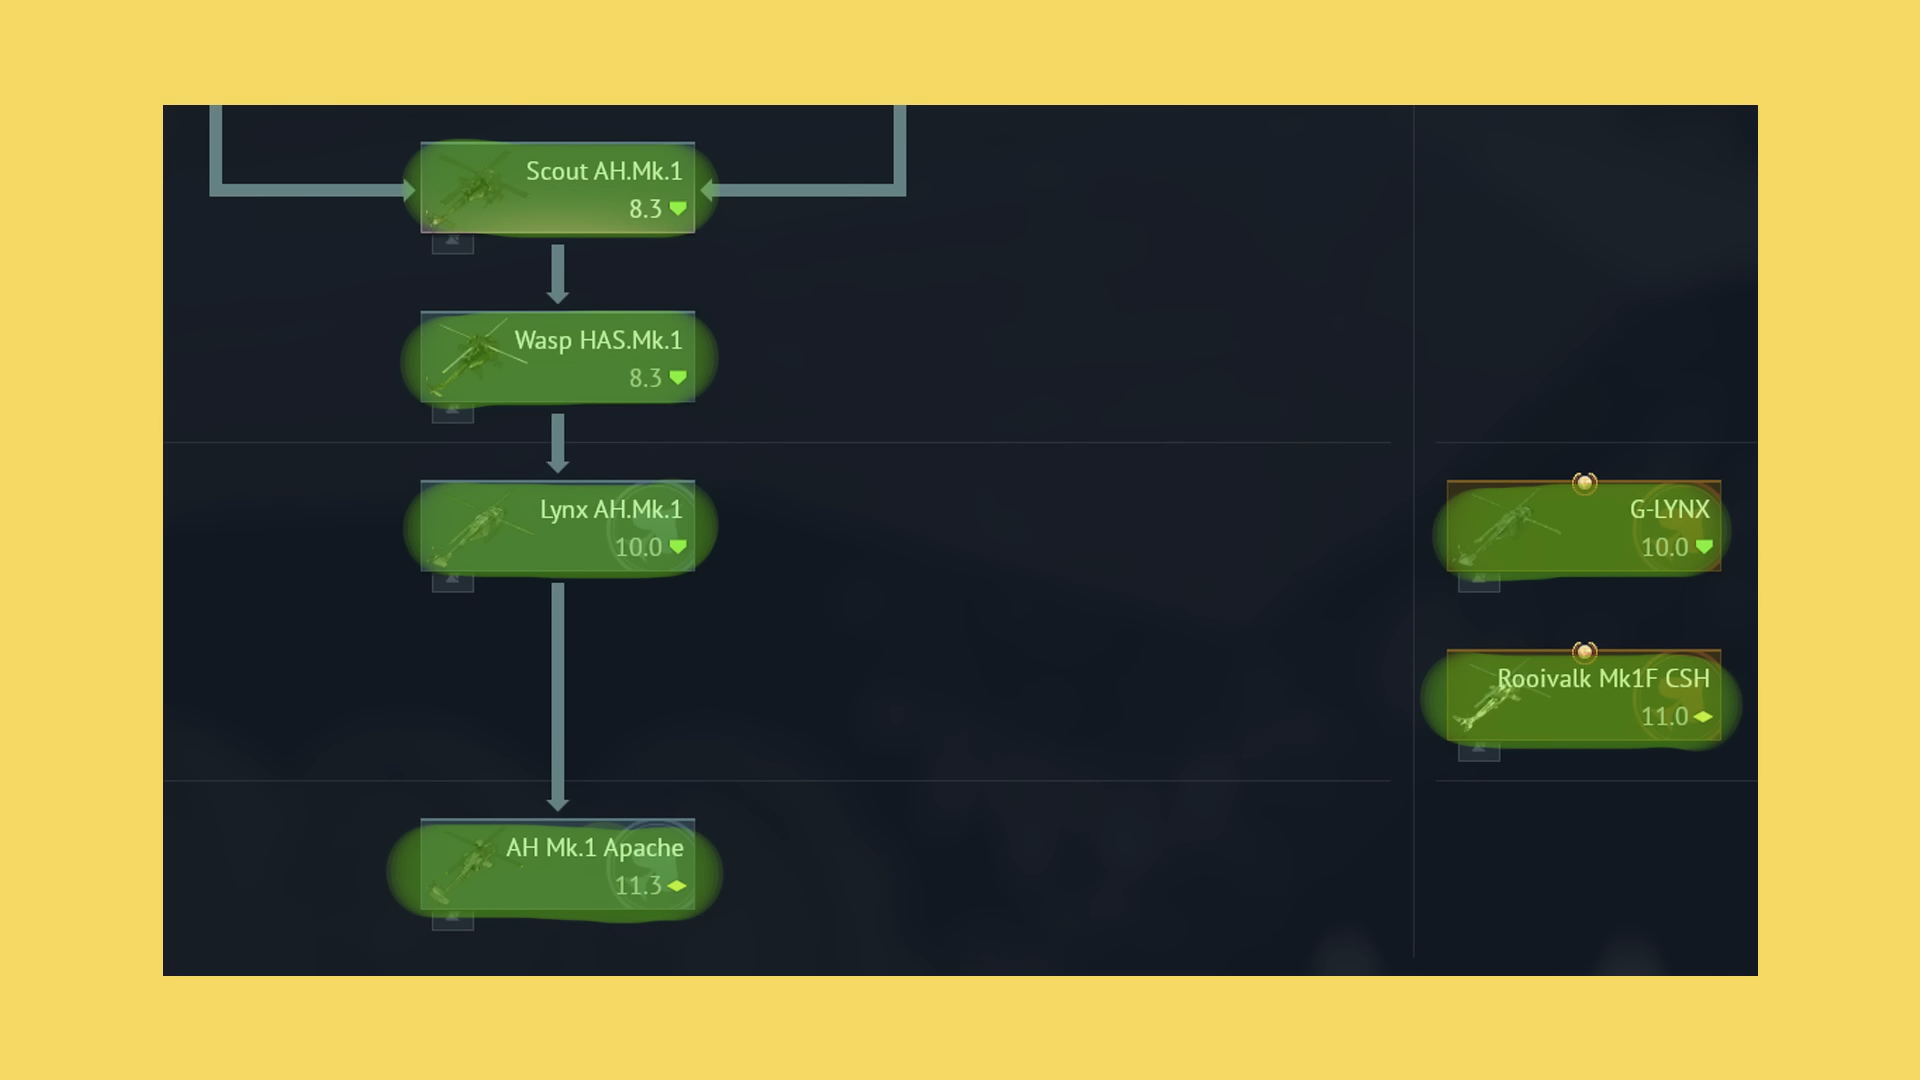 Scout AH.Mk.1
8.3
Wasp HAS.Mk.1
8.3
Lynx AH.Mk.1
10.0
G-LYNX
10.0
Rooivalk Mk1F CSH
11.0
AH Mk.1 Apache
11.3